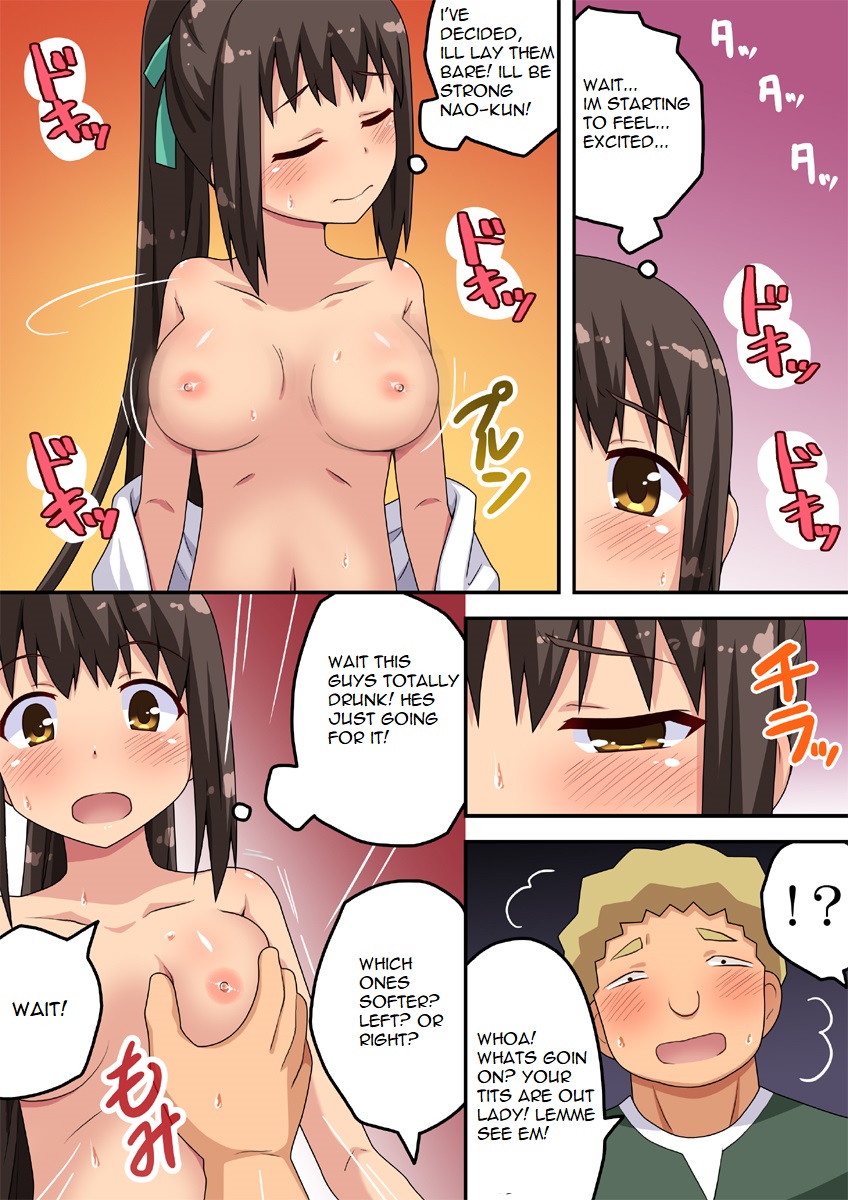 I'VE
DECIDED,
ILL LAY THEM
BARE! ILL BE
STRONG
NAO-KUN!
ドキッ
ドキッ
ドキッ
プルン
WAIT...
IM STARTING
TO FEEL...
EXCITED...
タッ
タッ
タッ
ドキッ
ドキッ
WAIT THIS
GUYS TOTALLY
DRUNK! HES
JUST GOING
FOR IT!
WAIT!
WHICH
ONES
SOFTER?
LEFT? OR
RIGHT?
もみ
チラッ
!?
WHOA!
WHATS GOIN
ON? YOUR
TITS ARE OUT
LADY! LEMME
SEE EM!